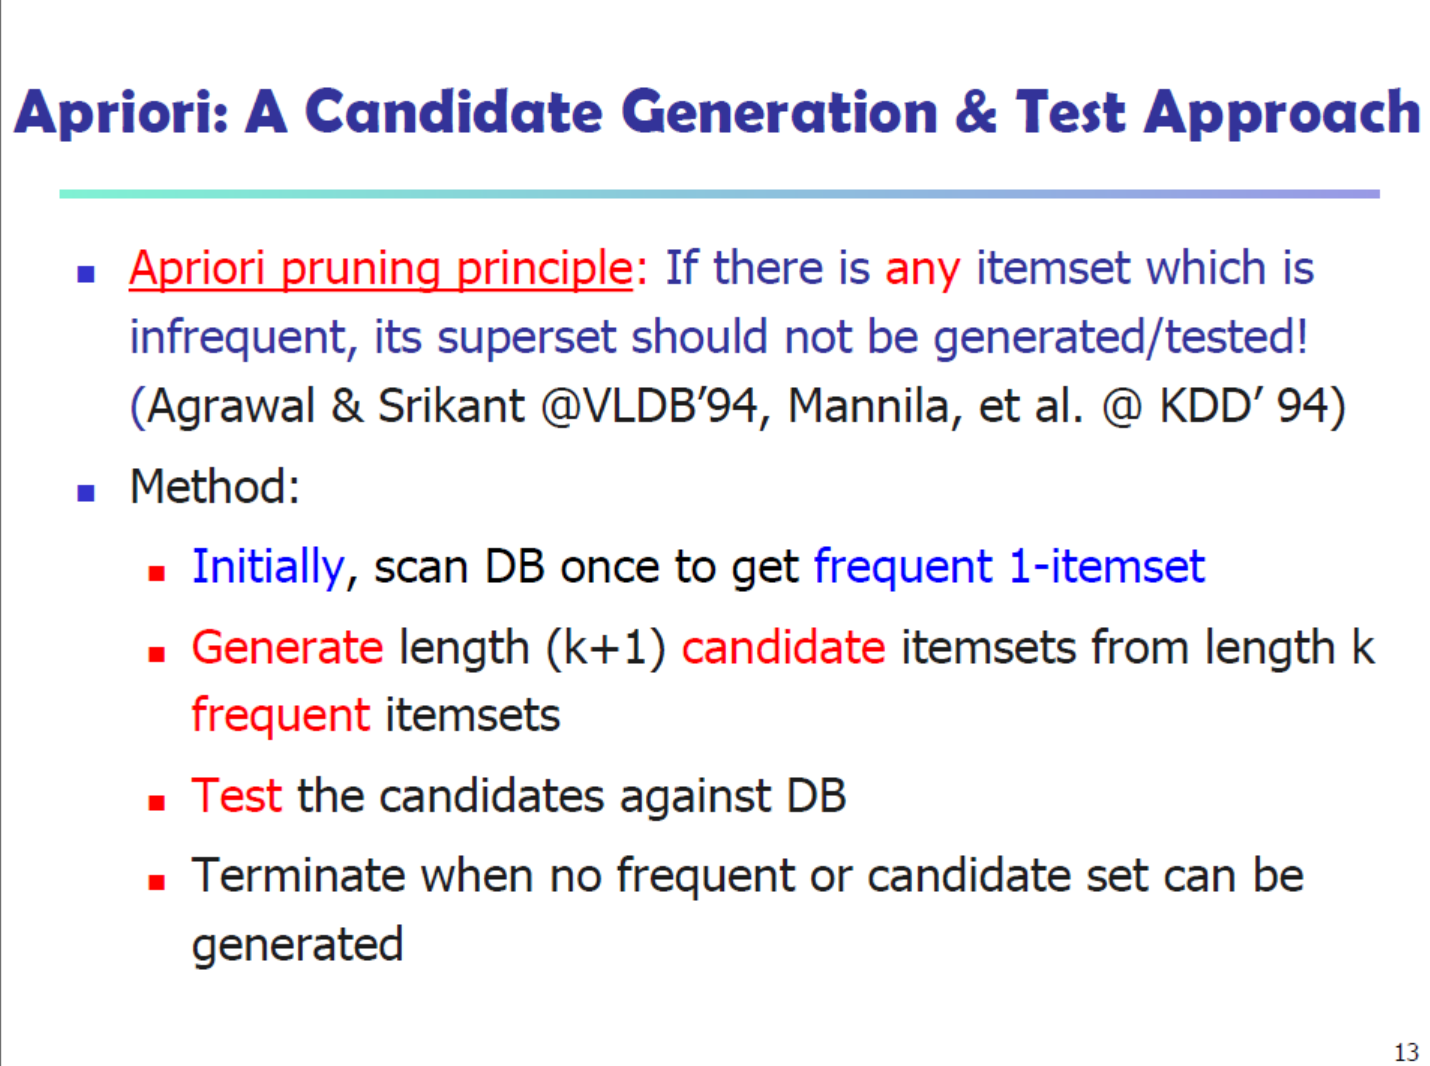 Apriori: A Candidate Generation & Test Approach
Apriori pruning principle: If there is any itemset which is
infrequent, its superset should not be generated/tested!
(Agrawal & Srikant @VLDB’94, Mannila, et al. @ KDD’ 94)
Method:
Initially, scan DB once to get frequent 1-itemset
Generate length (k+1) candidate itemsets from length k
frequent itemsets
Test the candidates against DB
Terminate when no frequent or candidate set can be
generated
13